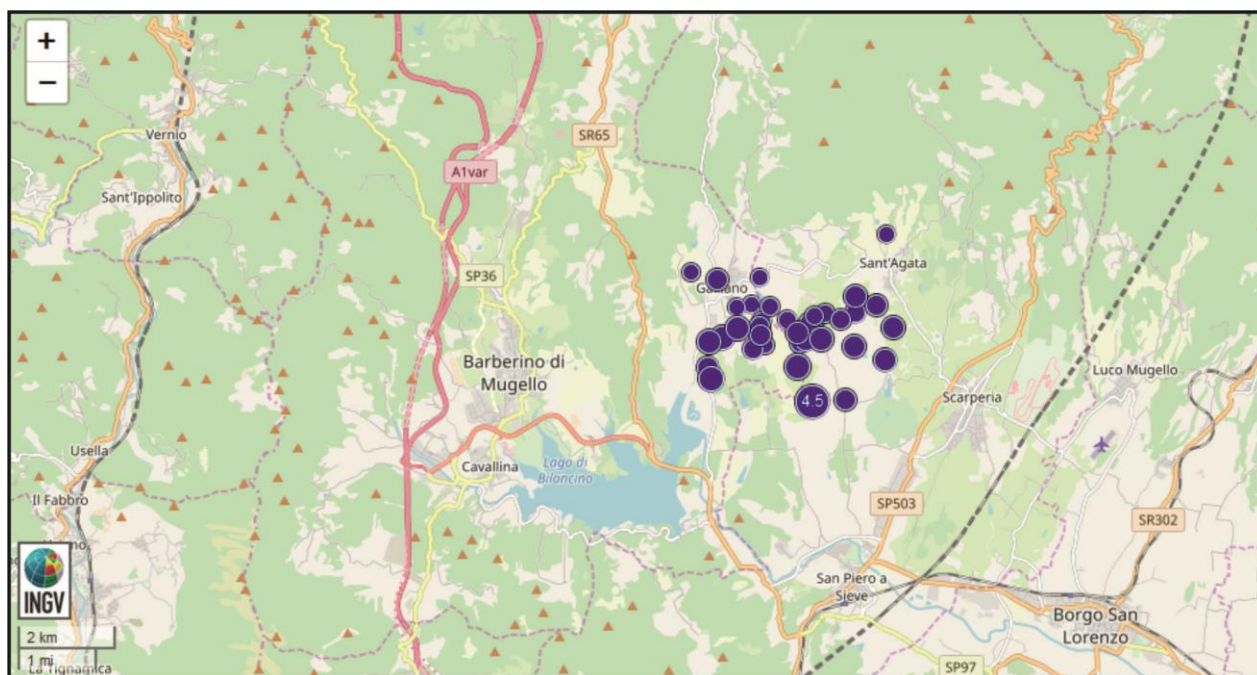 +
−
SR65
Vernio
A1var
Sant'Ippolito
Sant'Agata
SP36
Barberino di
Mugello
Luco Mugello
Scarperia
4.5
Usella
Cavallina
Lago di
Bilancino
Il Fabbro
SP503
SR302
INGV
San Piero a
Sieve
Borgo San
Lorenzo
2 km
1 mi
SP97